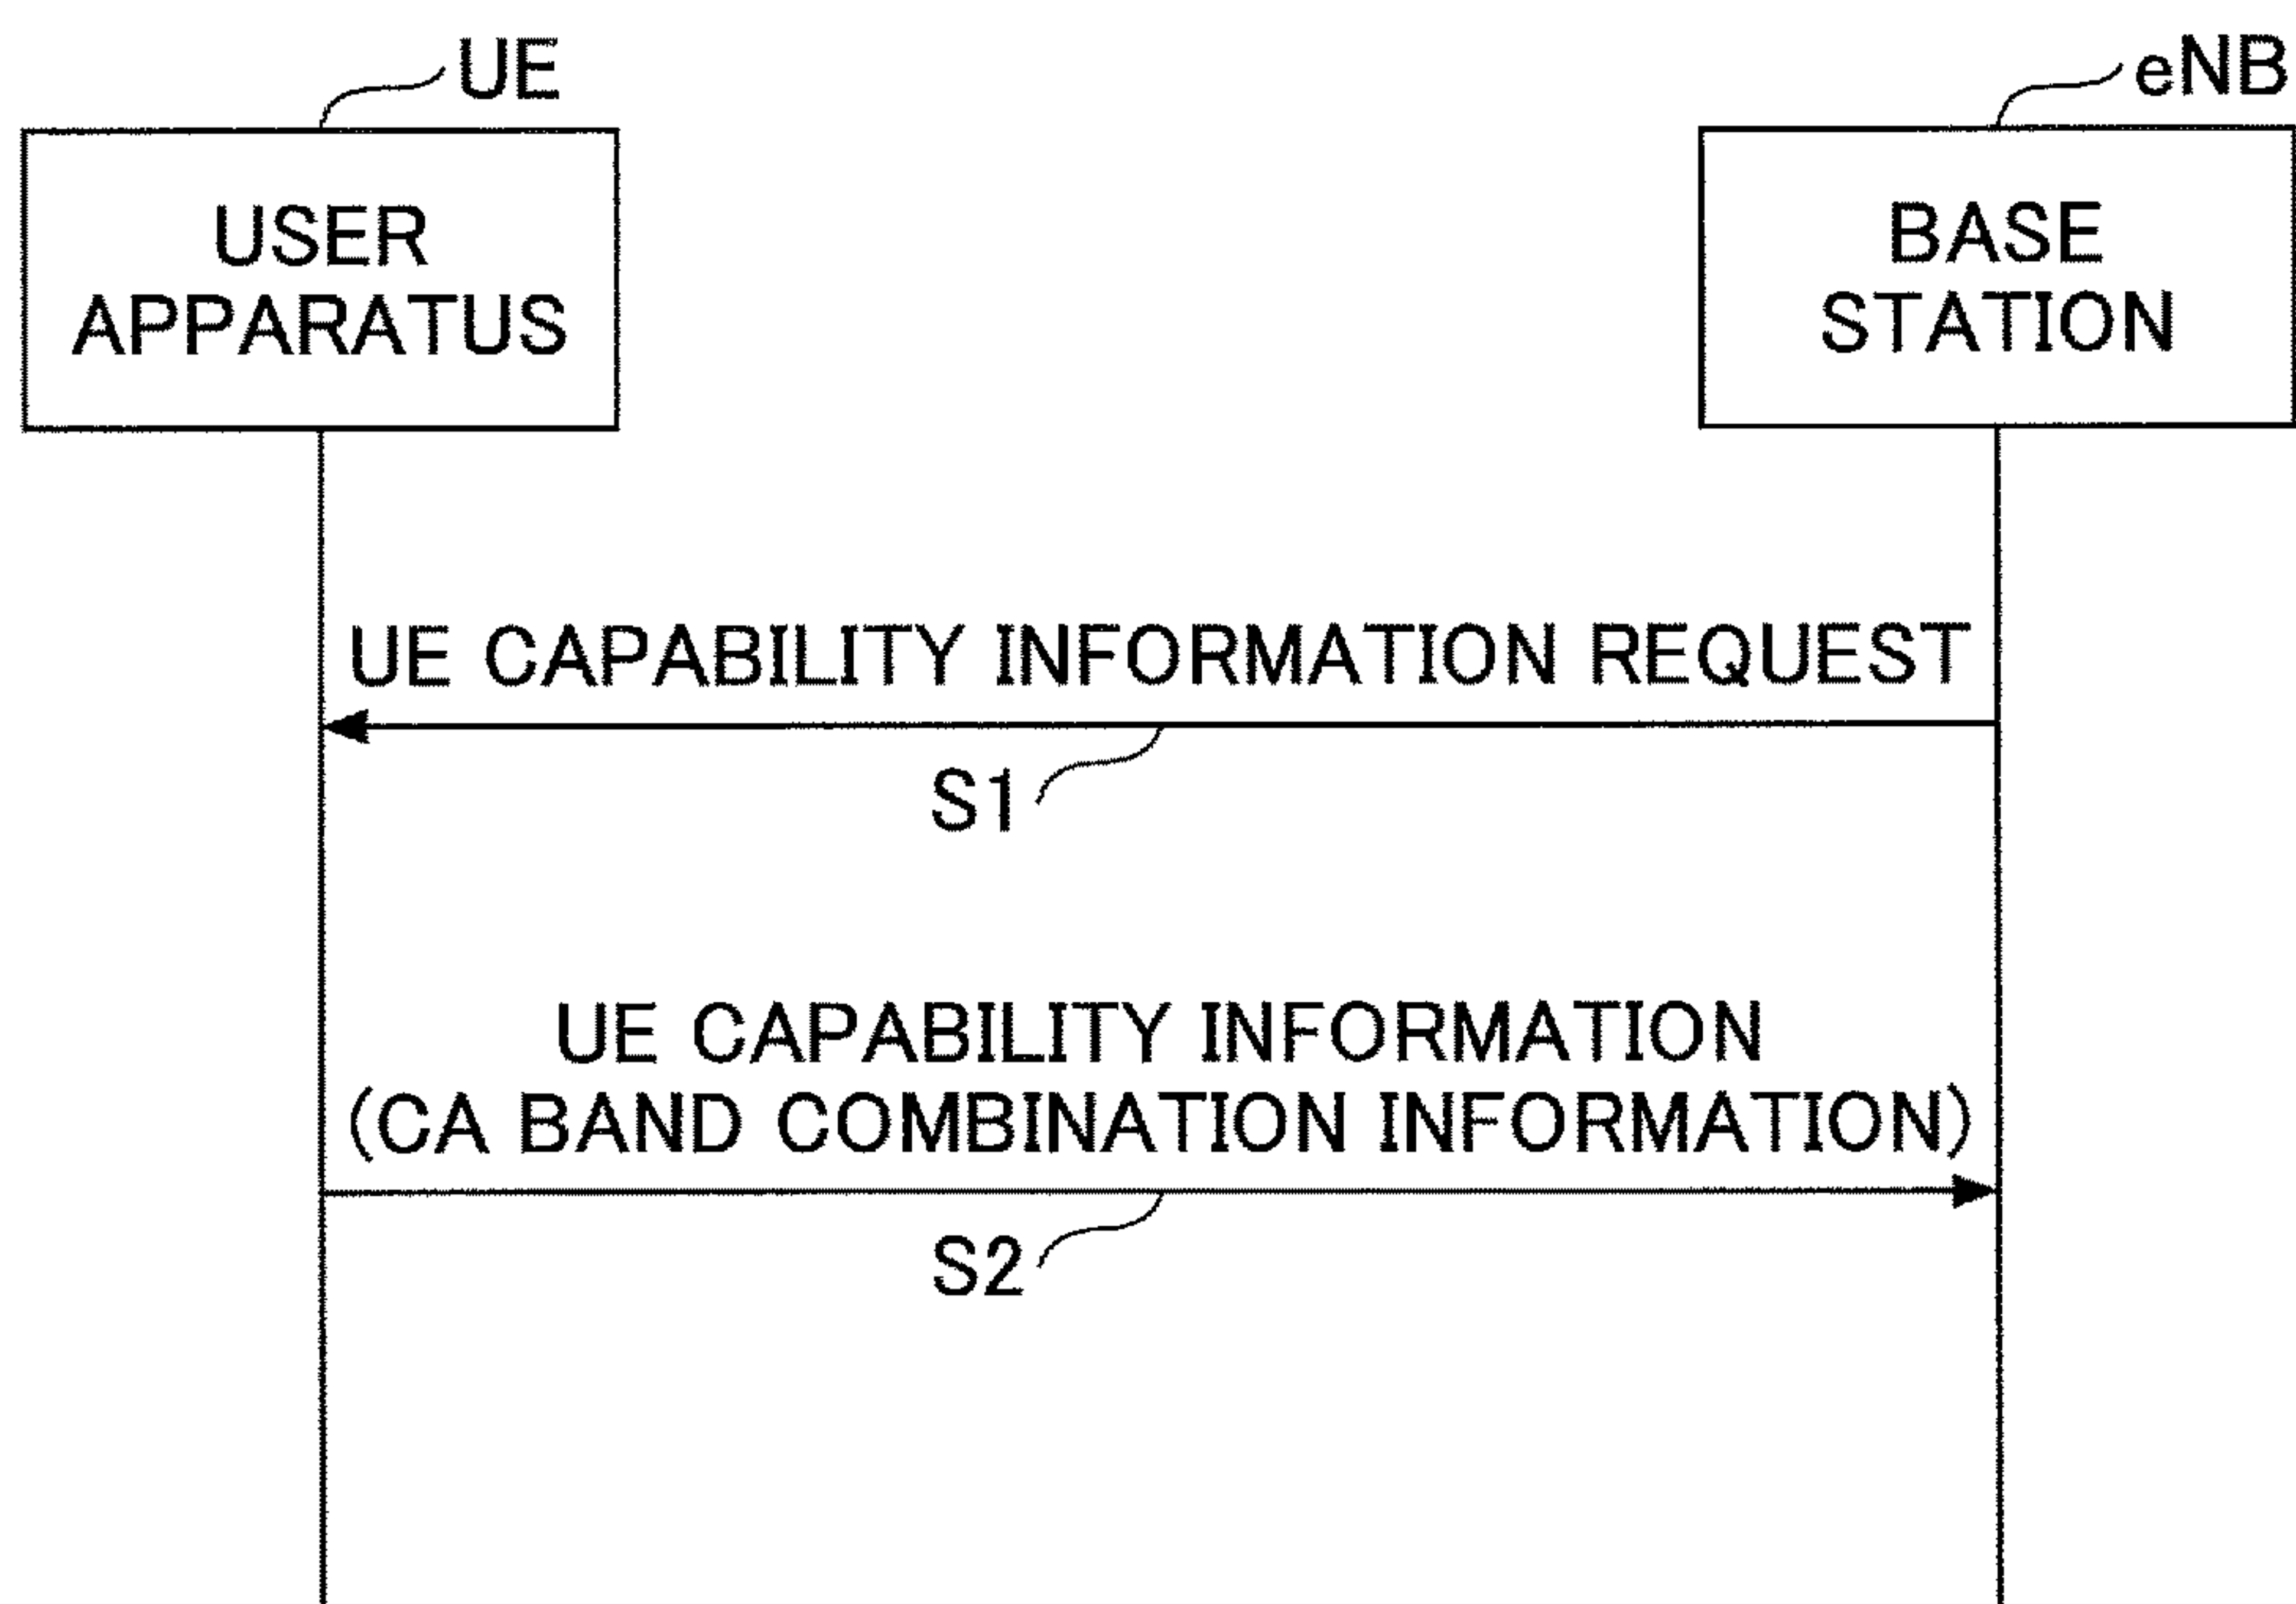 UE
eNB
USER
APPARATUS
BASE
STATION
UE CAPABILITY INFORMATION REQUEST
S1
UE CAPABILITY INFORMATION
(CA BAND COMBINATION INFORMATION)
S2